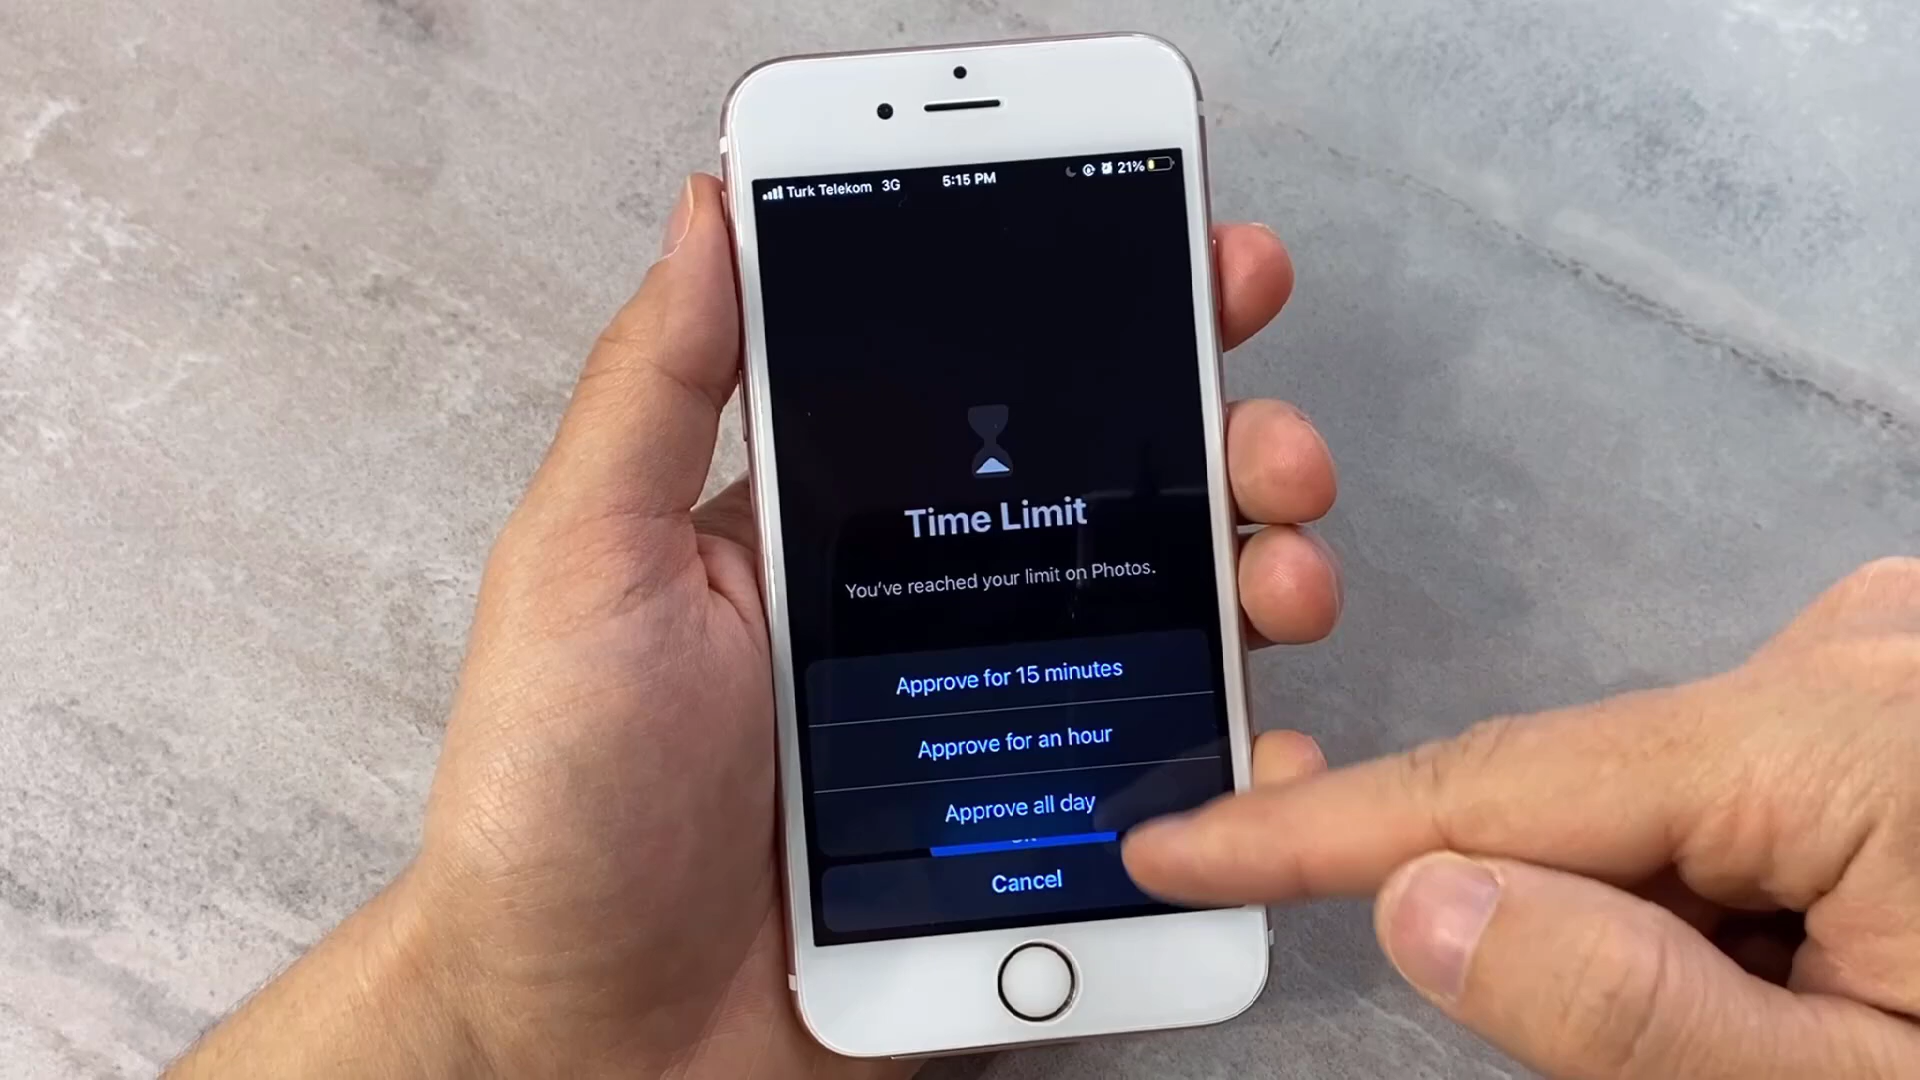 Turk Telekom 3G 5:15 PM 21%
Time Limit
You've reached your limit on Photos.
Approve for 15 minutes
Approve for an hour
Approve all day
Cancel